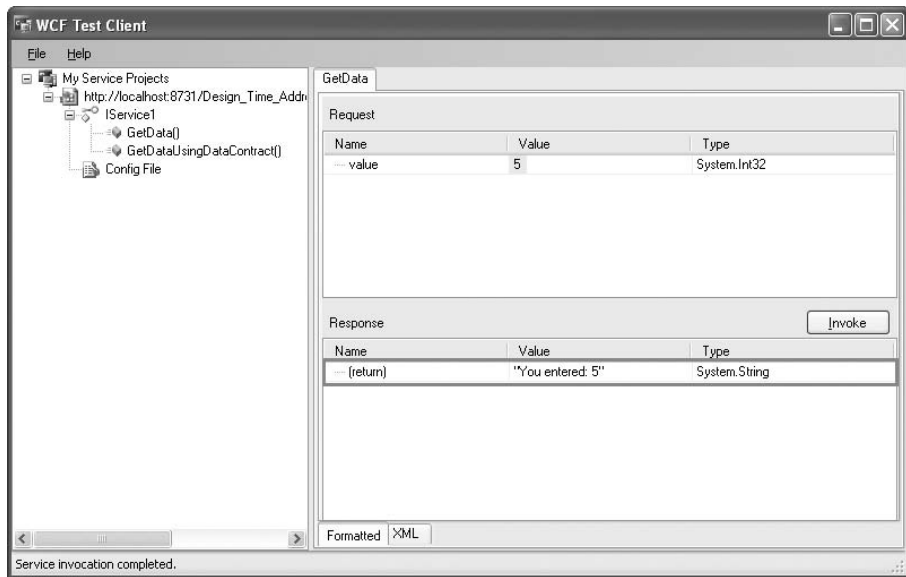 WCF Test Client
File Help
My Service Projects
http://localhost:8731/Design_Time_Addr
IService1
GetData()
GetDataUsingDataContract()
Config File
GetData
Request
Name Value Type
value 5 System.Int32
Response Invoke
Name Value Type
(return) "You entered: 5" System.String
Formatted XML
Service invocation completed.